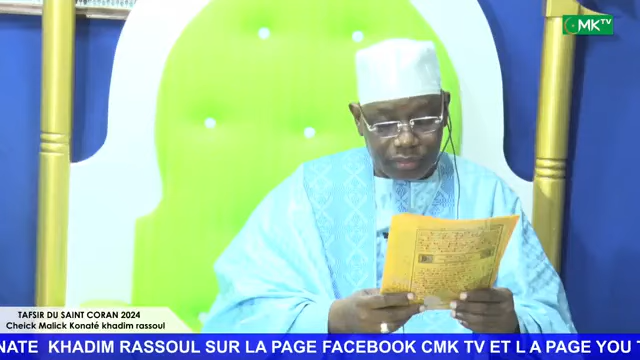 MK TV
TAFSIR DU SAINT CORAN 2024
Cheick Malick Konaté khadim rassoul
NATE KHADIM RASSOUL SUR LA PAGE FACEBOOK CMK TV ET L A PAGE YOU